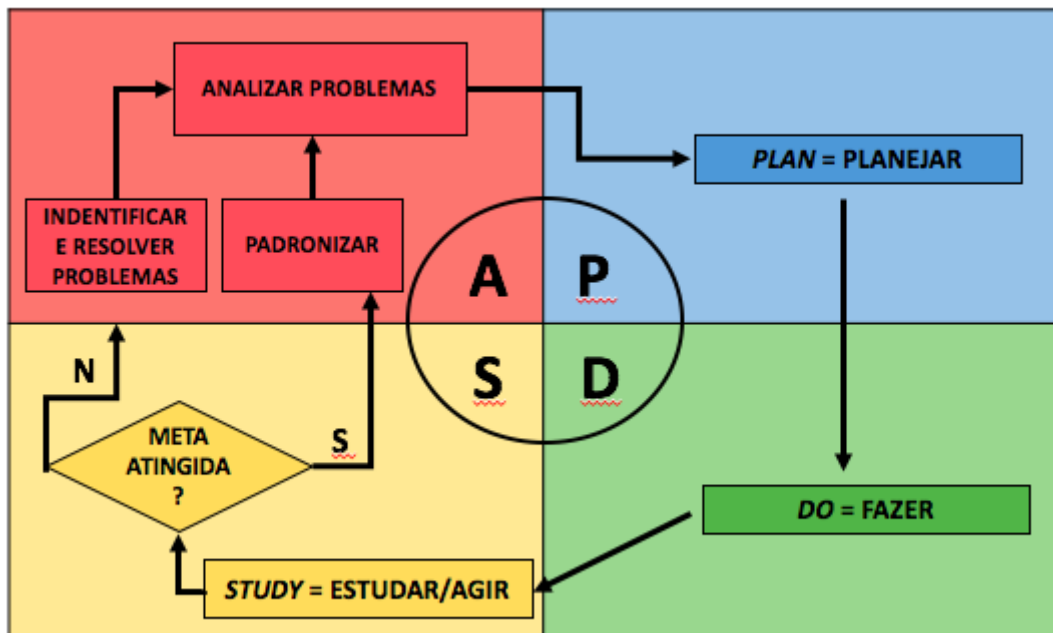 ANALIZAR PROBLEMAS
PLAN = PLANEJAR
INDENTIFICAR
E RESOLVER
PROBLEMAS
PADRONIZAR
A
P
S
D
N
META
ATINGIDA
?
S
DO = FAZER
STUDY = ESTUDAR/AGIR